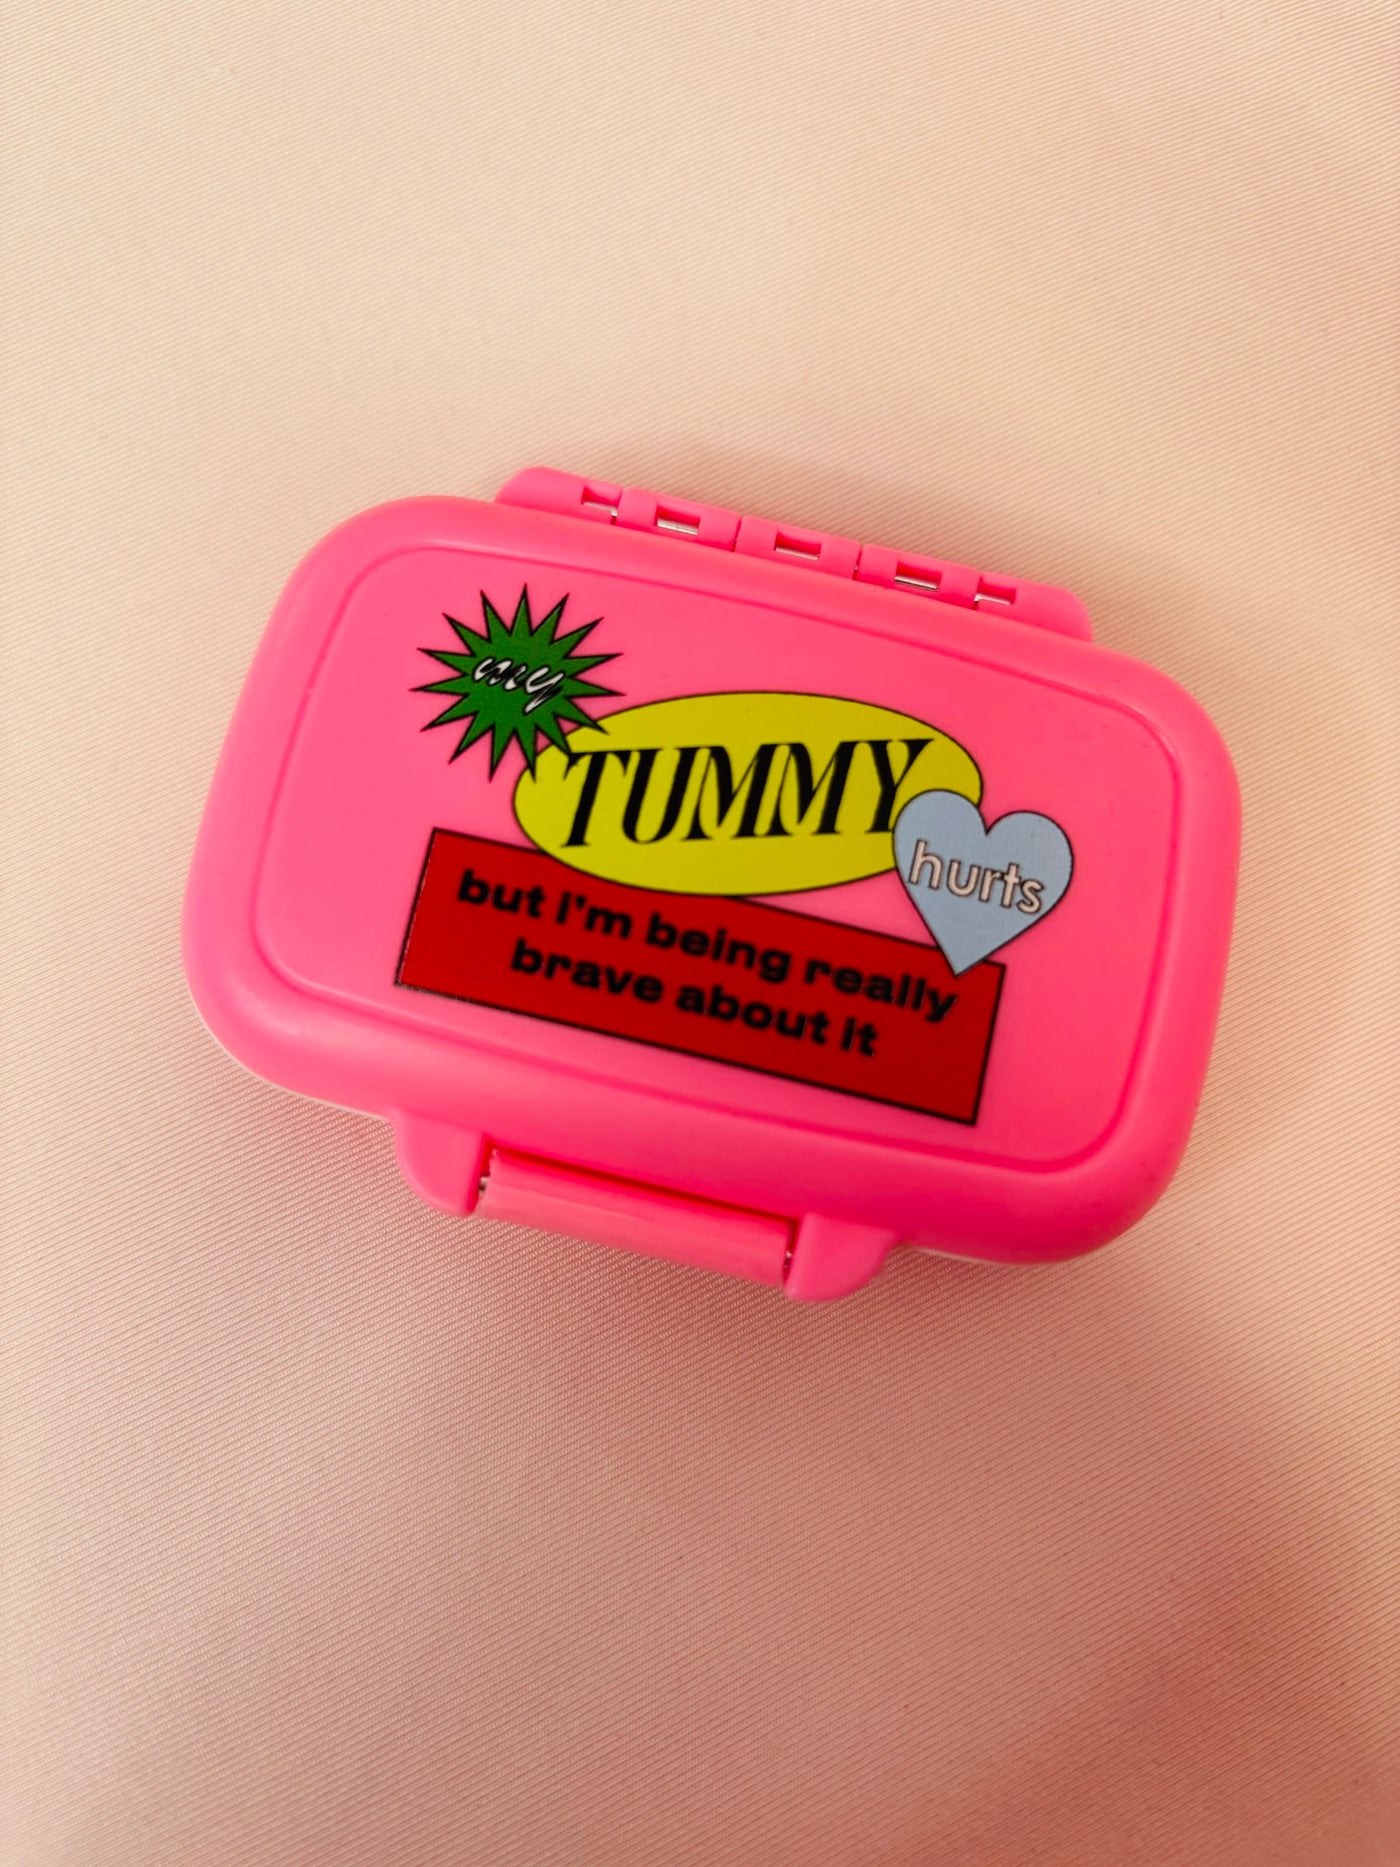 my
TUMMY
hurts
but I'm being really
brave about it